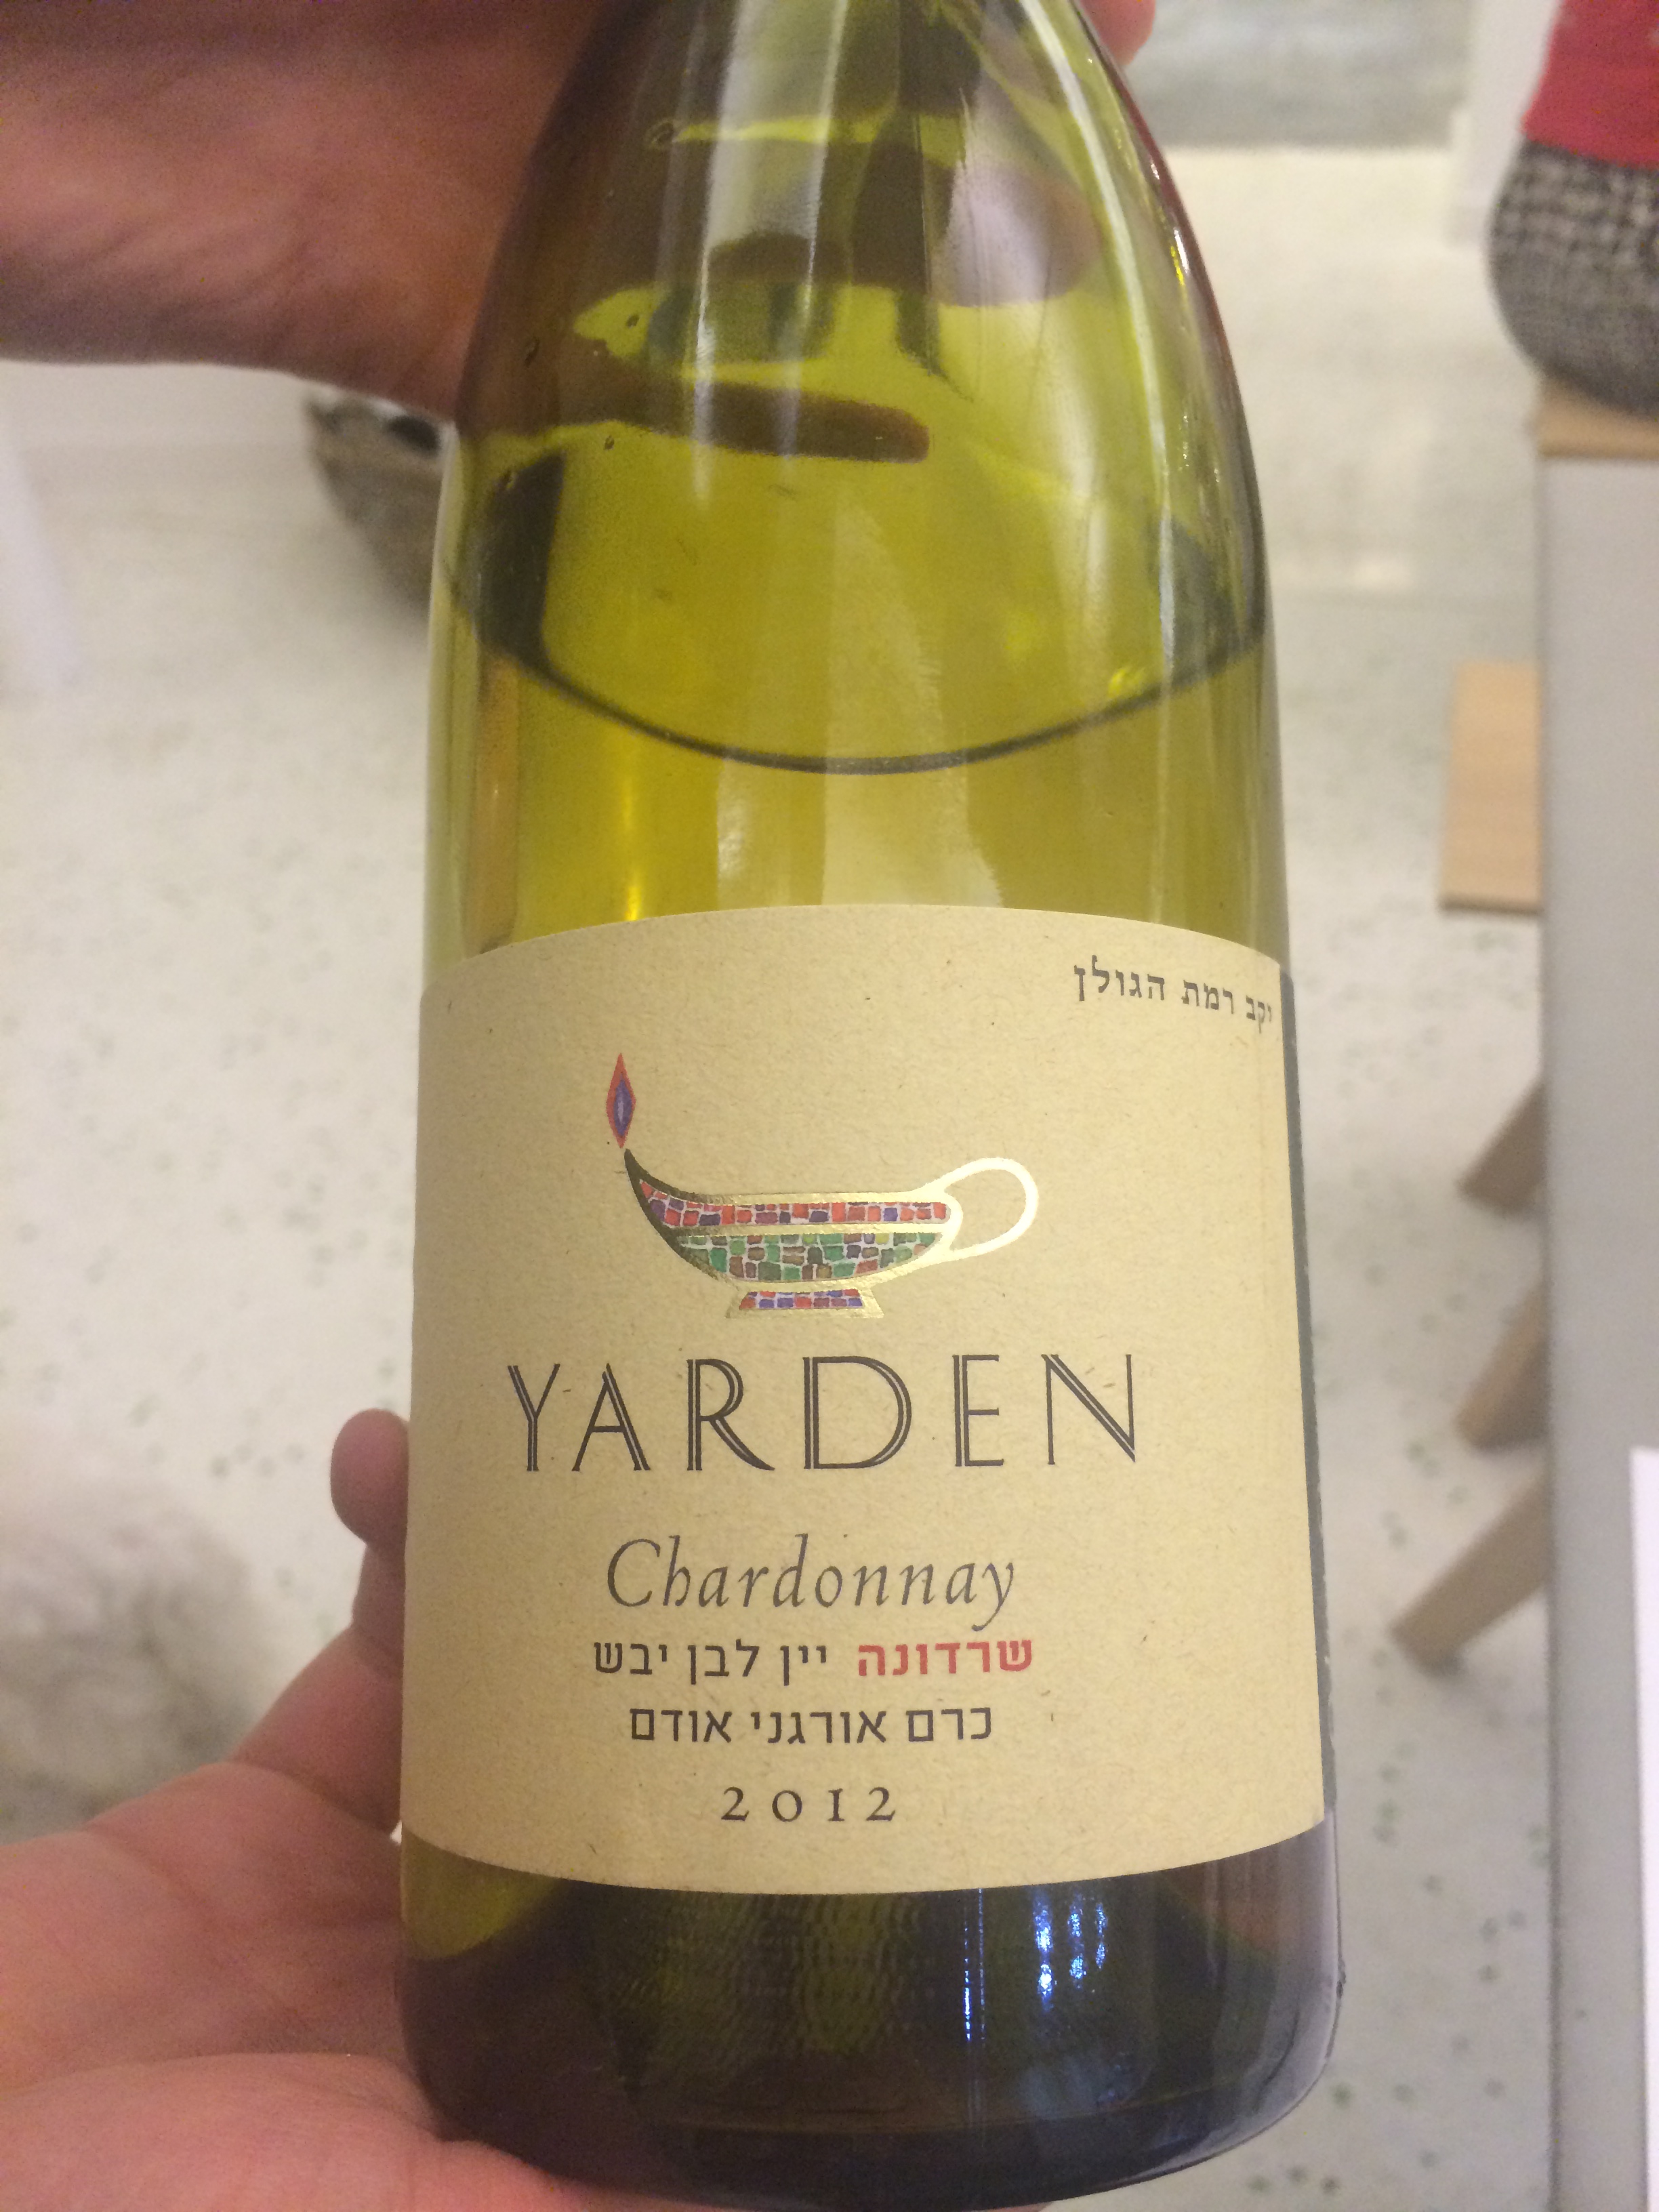 יקב רמת הגולן
YARDEN
Chardonnay
שרדונה יין לבן יבש
כרם אורגני אודם
2012